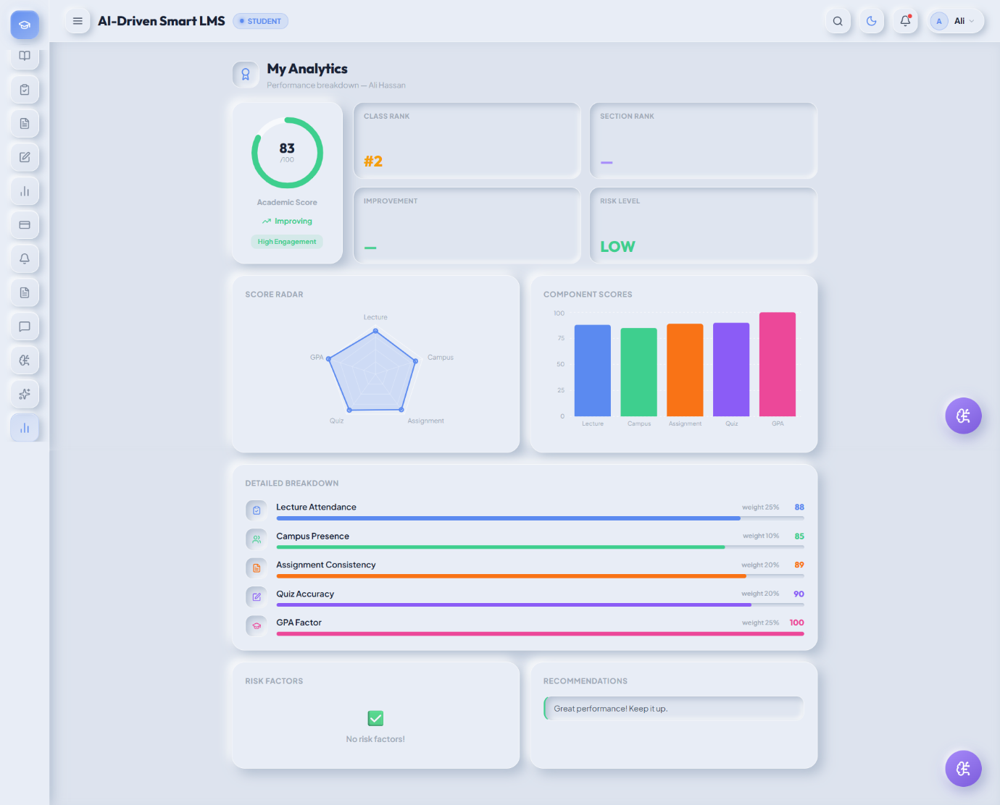 AI-Driven Smart LMS
STUDENT
A
Ali
My Analytics
Performance breakdown — Ali Hassan
83
/100
Academic Score
Improving
High Engagement
CLASS RANK
#2
SECTION RANK
—
IMPROVEMENT
—
RISK LEVEL
LOW
SCORE RADAR
Lecture
GPA
Campus
Quiz
Assignment
COMPONENT SCORES
100
75
50
25
0
Lecture Campus Assignment Quiz GPA
DETAILED BREAKDOWN
Lecture Attendance weight 25% 88
Campus Presence weight 10% 85
Assignment Consistency weight 20% 89
Quiz Accuracy weight 20% 90
GPA Factor weight 25% 100
RISK FACTORS
No risk factors!
RECOMMENDATIONS
Great performance! Keep it up.